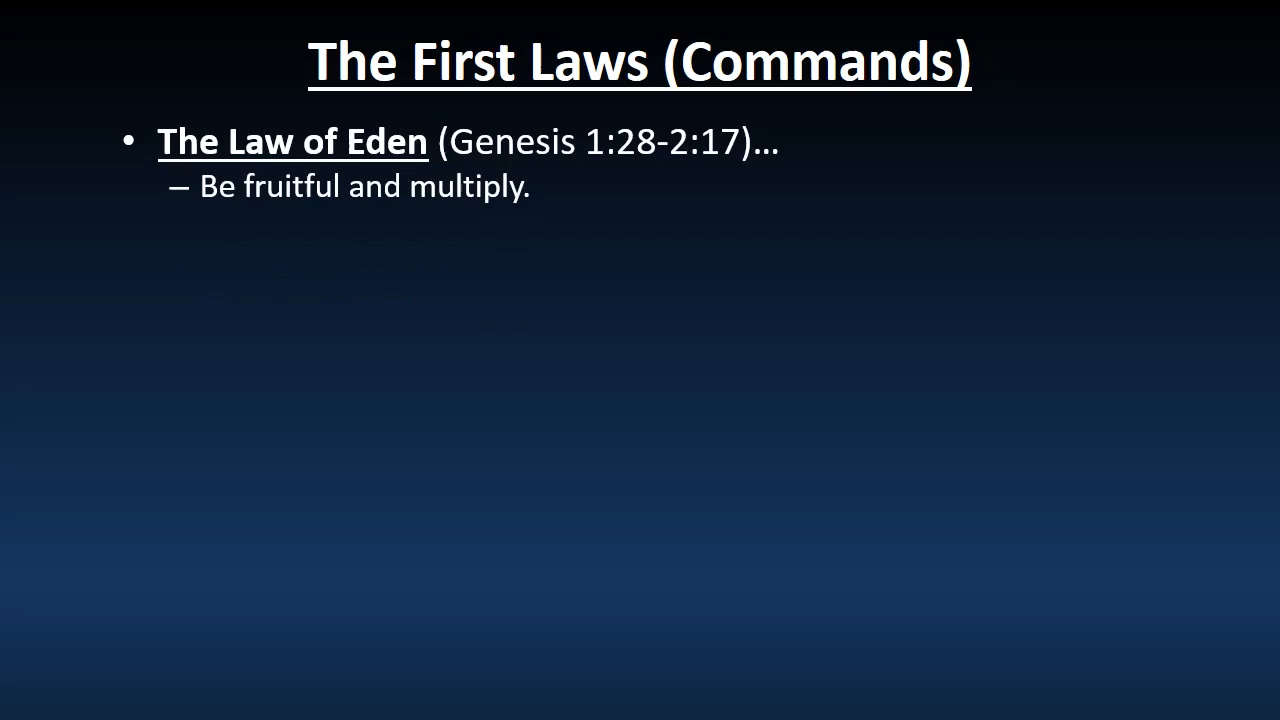 The First Laws (Commands)
• The Law of Eden (Genesis 1:28-2:17)…
– Be fruitful and multiply.